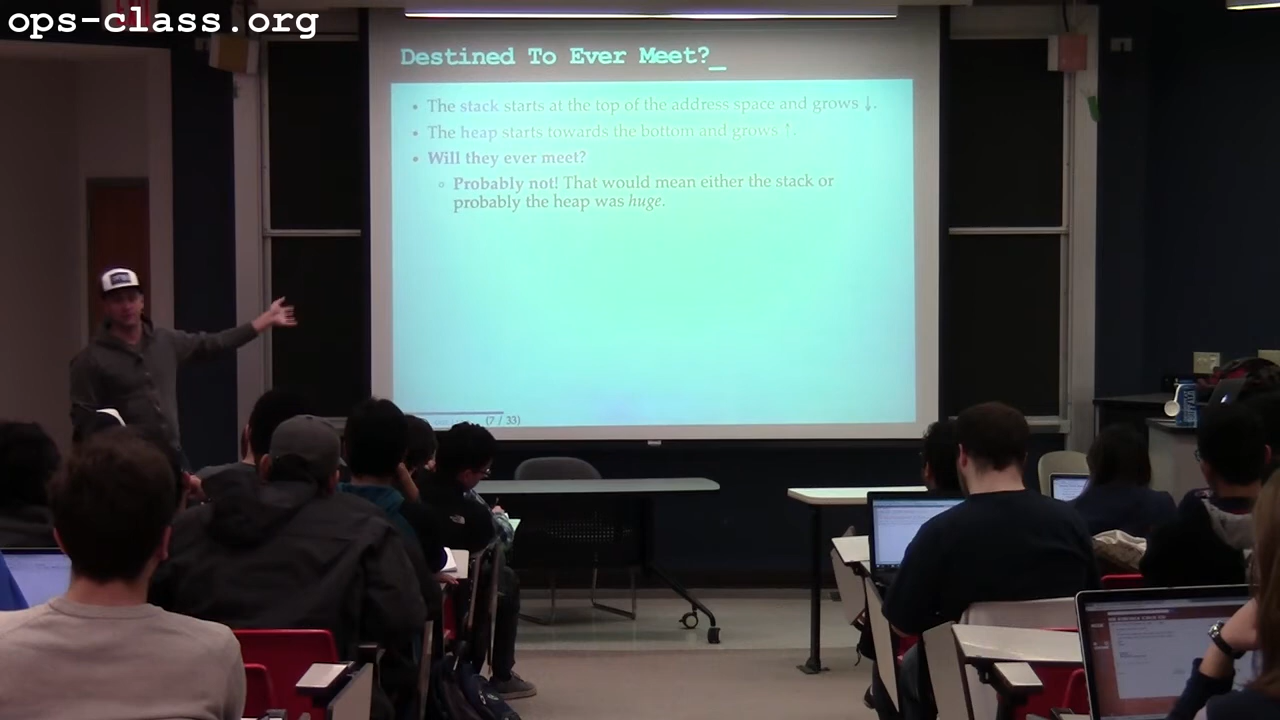 ops-class.org
Destined To Ever Meet?_
• The stack starts at the top of the address space and grows ↓.
• The heap starts towards the bottom and grows ↑.
• Will they ever meet?
◦ Probably not! That would mean either the stack or
probably the heap was huge.
(7 / 33)